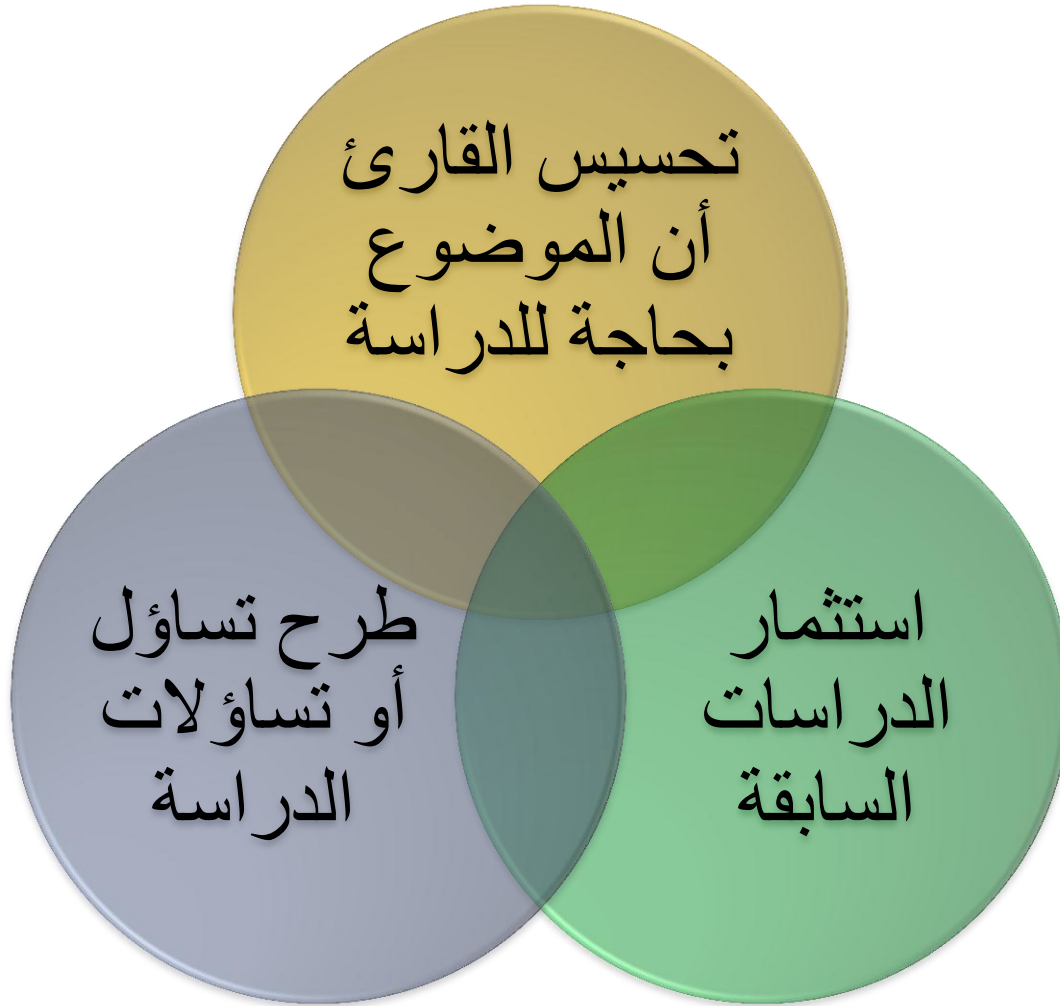 تحسيس القارئ
أن الموضوع
بحاجة للدراسة
استثمار
الدراسات
السابقة
طرح تساؤل
أو تساؤلات
الدراسة